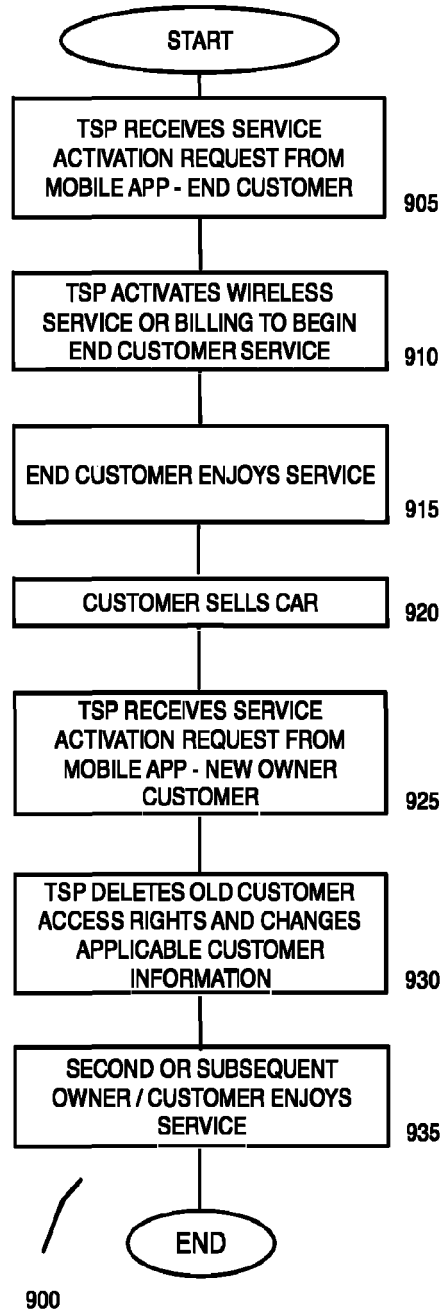 START
TSP RECEIVES SERVICE
ACTIVATION REQUEST FROM
MOBILE APP - END CUSTOMER
905
TSP ACTIVATES WIRELESS
SERVICE OR BILLING TO BEGIN
END CUSTOMER SERVICE
910
END CUSTOMER ENJOYS SERVICE
915
CUSTOMER SELLS CAR
920
TSP RECEIVES SERVICE
ACTIVATION REQUEST FROM
MOBILE APP - NEW OWNER
CUSTOMER
925
TSP DELETES OLD CUSTOMER
ACCESS RIGHTS AND CHANGES
APPLICABLE CUSTOMER
INFORMATION
930
SECOND OR SUBSEQUENT
OWNER / CUSTOMER ENJOYS
SERVICE
935
END
900